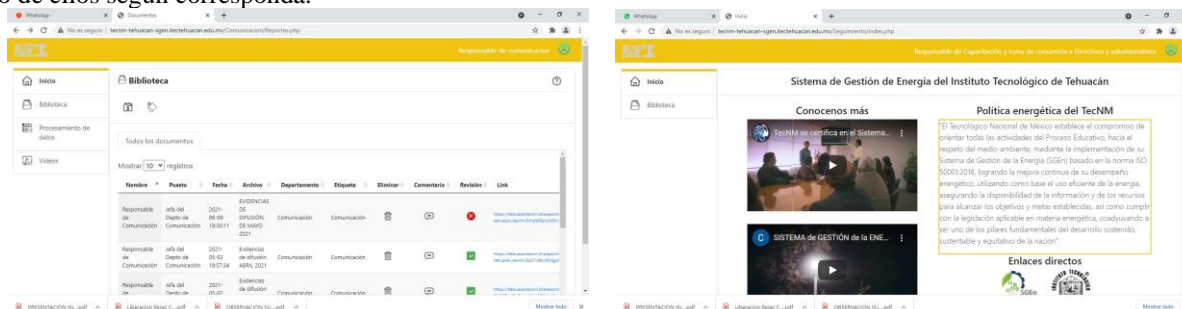 o de ellos según corresponda.
WhatsApp
Documentos
No es seguro | tecnm-tehuacan-sgen.itectehuacan.edu.mx/Comunicacion/Reportes.php
Responsable de comunicacion
Inicio
Biblioteca
Procesamiento de
datos
Videos
Biblioteca
Todos los documentos
Mostrar 10 registros
Nombre Puesto Fecha Archivo Departamento Etiqueta Eliminar Comentario Revisión Link
Responsable de Comunicación
Jefa del Depto de Comunicación
2021-06-09 18:30:11
EVIDENCIAS DE DIFUSIÓN DE MAYO 2021
Comunicación
Comunicación
Responsable de Comunicación
Jefa del Depto de Comunicación
2021-05-02 18:57:34
Evidencias de difusión ABRIL 2021
Comunicación
Comunicación
Responsable
Jefa del
2021-05-02
Evidencias de difusión
Comunicación
Comunicación
PRESENTACION IN....pdf
Liberacion Perez C....pdf
OBSERVACION SU....pdf
Mostrar todo
WhatsApp
Inicio
No es seguro | tecnm-tehuacan-sgen.itectehuacan.edu.mx/Seguimiento/index.php
Responsable de Capacitación y toma de conciencia a Directivos y administrativos
Inicio
Biblioteca
Sistema de Gestión de Energía del Instituto Tecnológico de Tehuacán
Conocenos más
TecNM se certifica en el Sistema...
SISTEMA de GESTIÓN de la ENE...
Política energética del TecNM
"El Tecnológico Nacional de México establece el compromiso de
orientar todas las actividades del Proceso Educativo, hacia el
respeto del medio ambiente, mediante la implementación de su
Sistema de Gestión de la Energía (SGEn) basado en la norma ISO
50001:2018, logrando la mejora continua de su desempeño
energético, utilizando como base el uso eficiente de la energía,
asegurando la disponibilidad de la información y de los recursos
para alcanzar los objetivos y metas establecidas, así como cumplir
con la legislación aplicable en materia energética, coadyuvando a
ser uno de los pilares fundamentales del desarrollo sostenido,
sustentable y equitativo de la nación".
Enlaces directos
SGEn
PRESENTACION IN....pdf
Liberacion Perez C....pdf
OBSERVACION SU....pdf
Mostrar todo